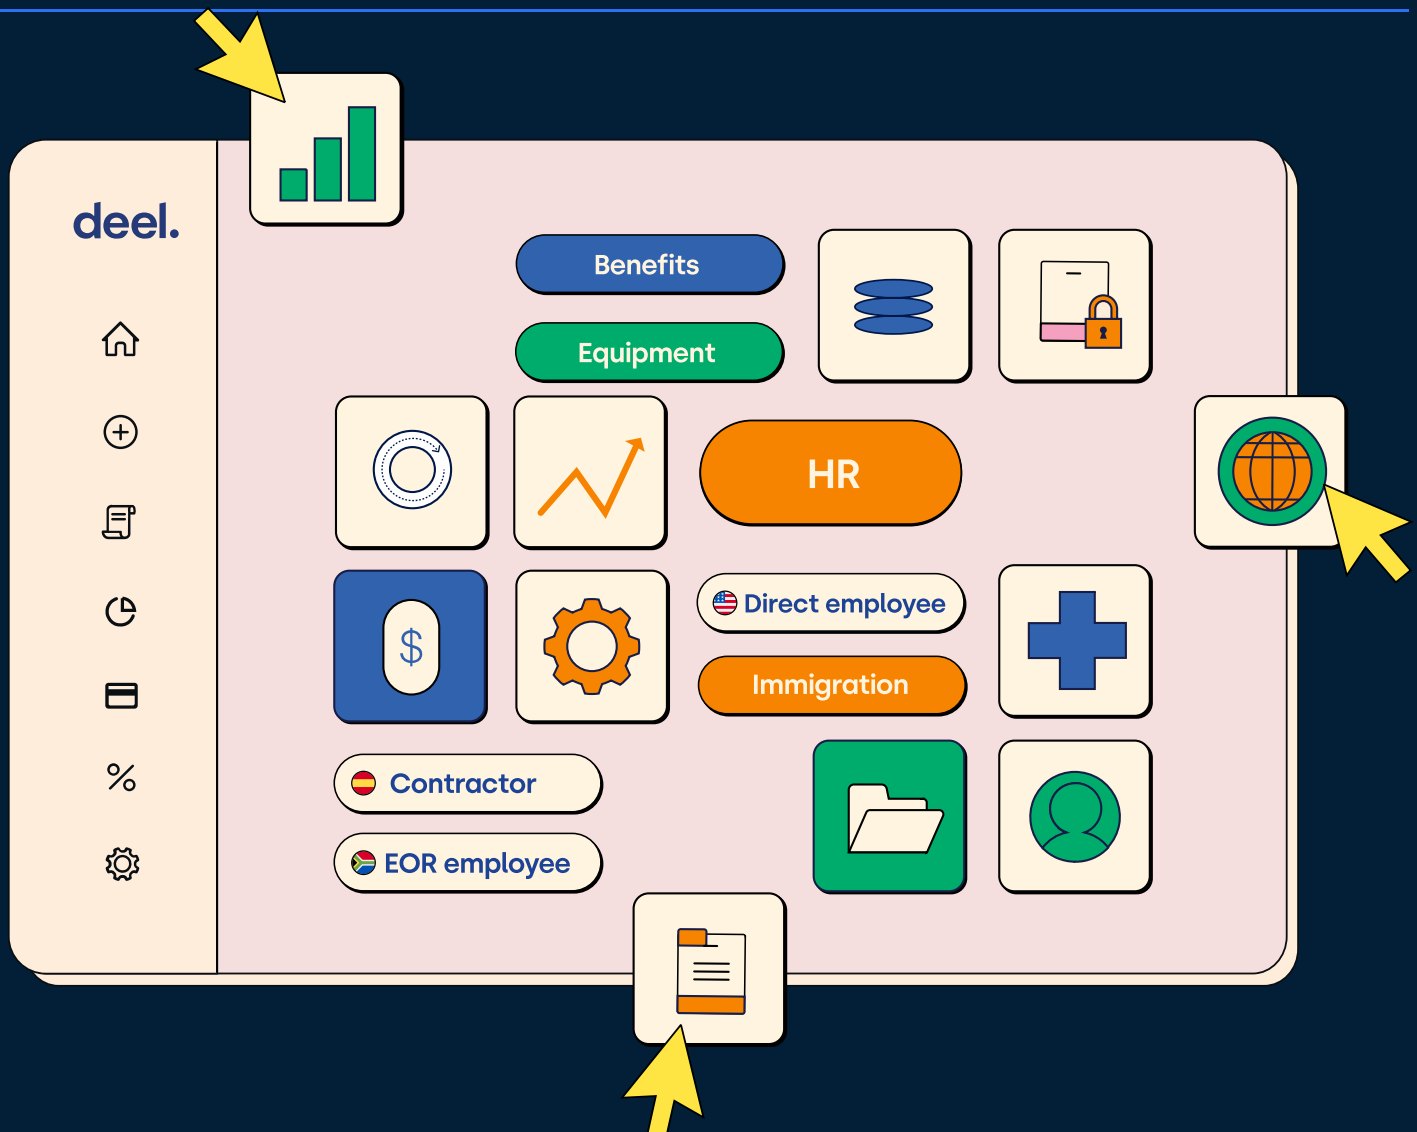 deel.
Benefits
Equipment
HR
$
Direct employee
Immigration
Contractor
EOR employee